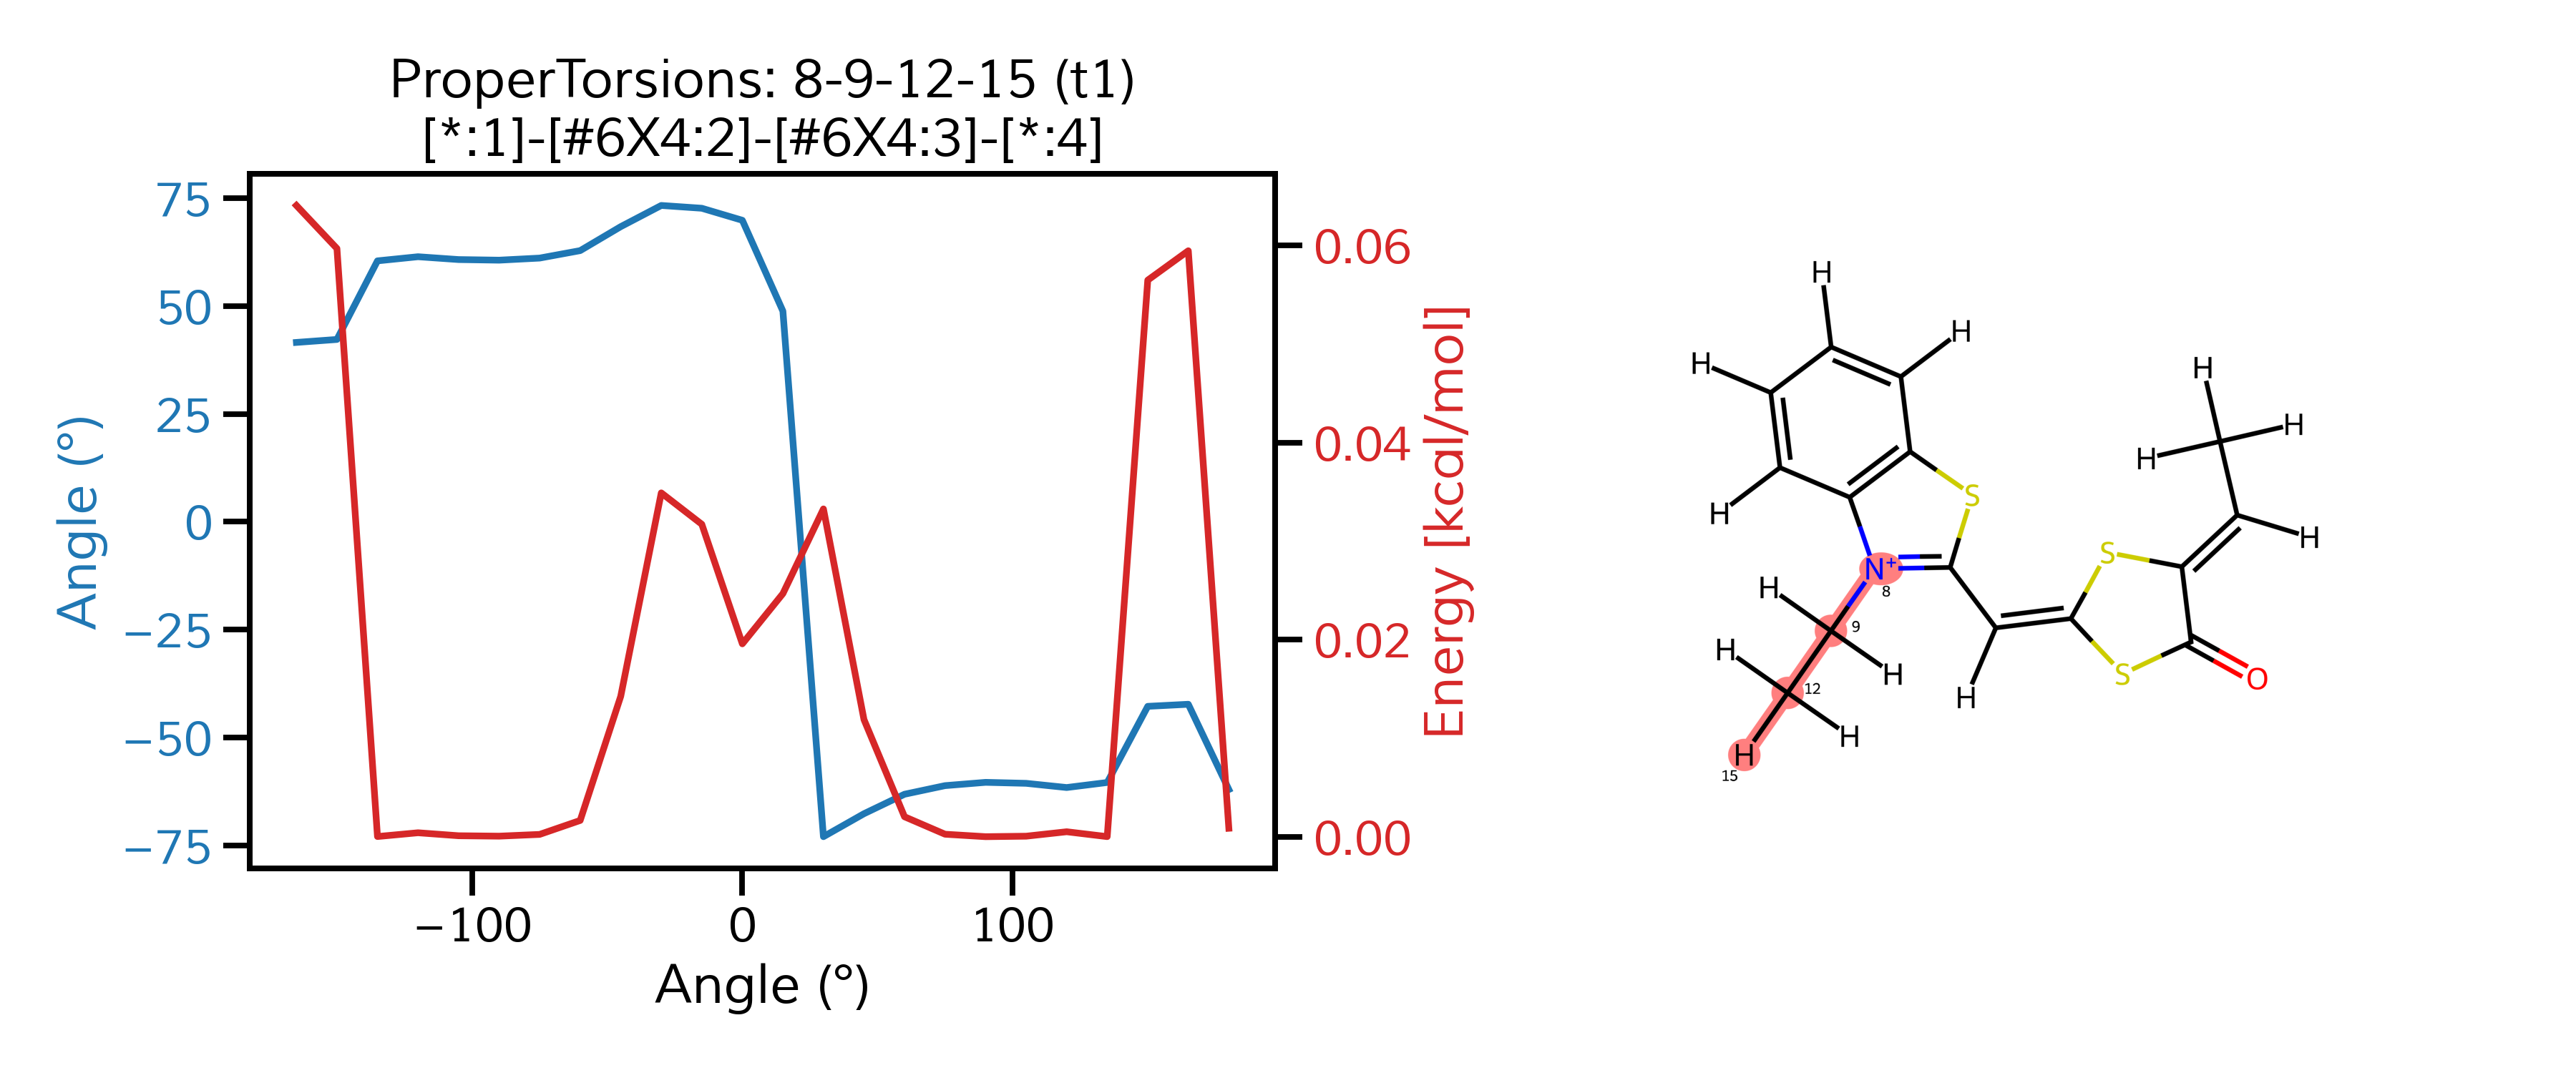 ProperTorsions: 8-9-12-15 (t1)
[*:1]-[#6X4:2]-[#6X4:3]-[*:4]
75
50
25
0
−25
−50
−75
Angle (°)
−100
0
100
Angle (°)
0.06
0.04
0.02
0.00
Energy [kcal/mol]
H
H
H
H
H
H
H
S
H
S
H
N+
8
H
9
H
12
H
S
O
H
H
H
15